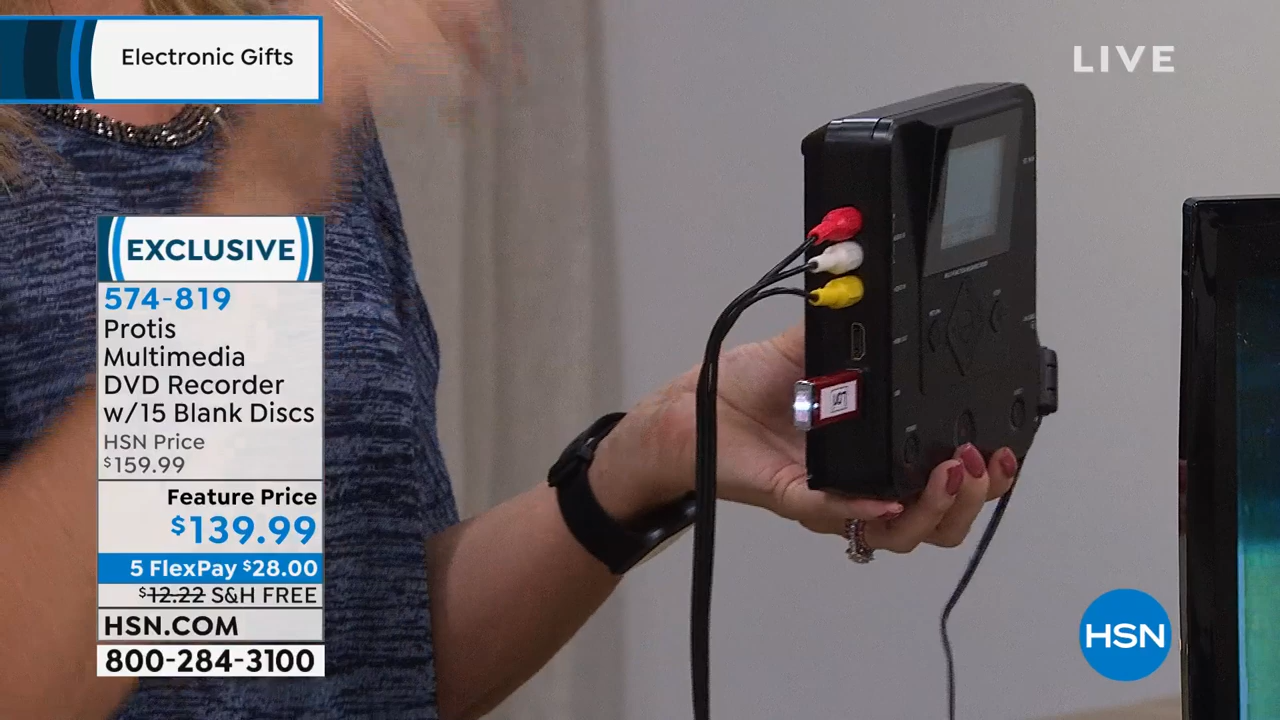 Electronic Gifts
LIVE
EXCLUSIVE
574-819
Protis
Multimedia
DVD Recorder
w/15 Blank Discs
HSN Price
$159.99
Feature Price
$139.99
5 FlexPay $28.00
$12.22 S&H FREE
HSN.COM
800-284-3100
HSN